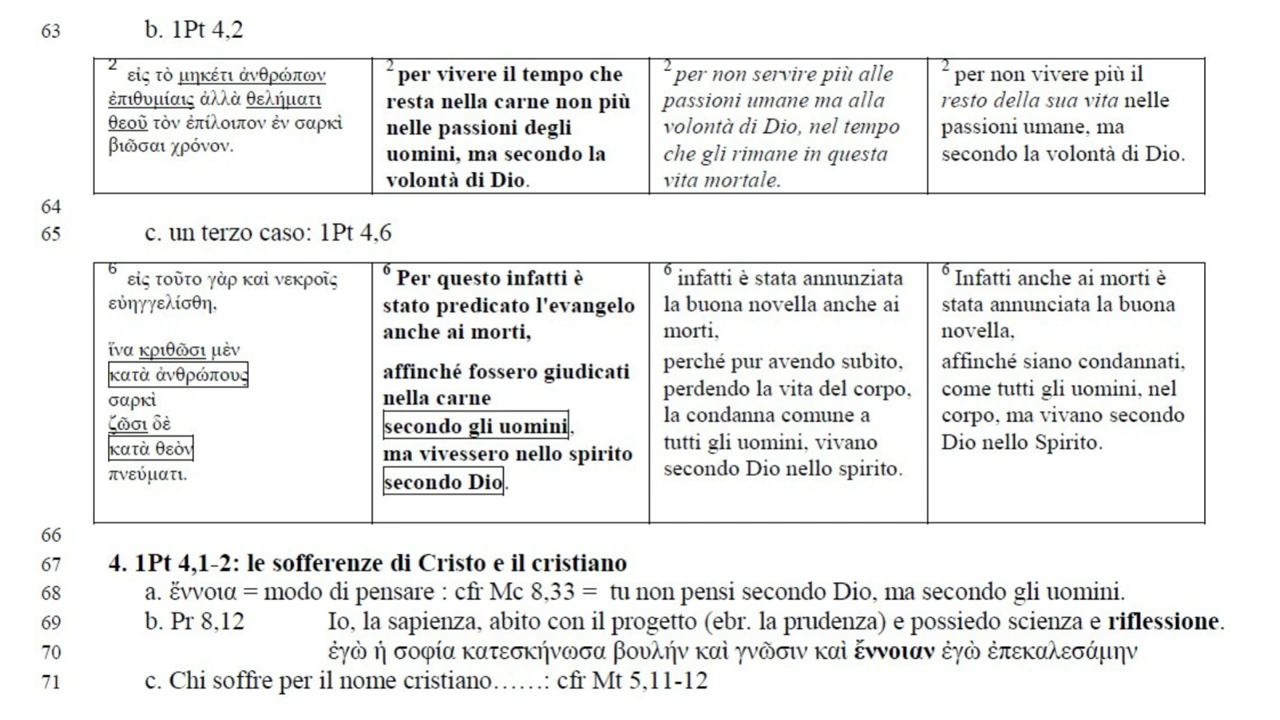 63 b. 1Pt 4,2
2 εἰς τὸ μηκέτι ἀνθρώπων
ἐπιθυμίαις ἀλλὰ θελήματι
θεοῦ τὸν ἐπίλοιπον ἐν σαρκὶ
βιῶσαι χρόνον.
2 per vivere il tempo che
resta nella carne non più
nelle passioni degli
uomini, ma secondo la
volontà di Dio.
2 per non servire più alle
passioni umane ma alla
volontà di Dio, nel tempo
che gli rimane in questa
vita mortale.
2 per non vivere più il
resto della sua vita nelle
passioni umane, ma
secondo la volontà di Dio.
64
65 c. un terzo caso: 1Pt 4,6
6 εἰς τοῦτο γὰρ καὶ νεκροῖς
εὐηγγελίσθη,
ἵνα κριθῶσι μὲν
κατὰ ἀνθρώπους
σαρκὶ
ζῶσι δὲ
κατὰ θεὸν
πνεύματι.
6 Per questo infatti è
stato predicato l'evangelo
anche ai morti,
affinché fossero giudicati
nella carne
secondo gli uomini,
ma vivessero nello spirito
secondo Dio.
6 infatti è stata annunziata
la buona novella anche ai
morti,
perché pur avendo subìto,
perdendo la vita del corpo,
la condanna comune a
tutti gli uomini, vivano
secondo Dio nello spirito.
6 Infatti anche ai morti è
stata annunciata la buona
novella,
affinché siano condannati,
come tutti gli uomini, nel
corpo, ma vivano secondo
Dio nello Spirito.
66
67 4. 1Pt 4,1-2: le sofferenze di Cristo e il cristiano
68 a. ἔννοια = modo di pensare : cfr Mc 8,33 = tu non pensi secondo Dio, ma secondo gli uomini.
69 b. Pr 8,12 Io, la sapienza, abito con il progetto (ebr. la prudenza) e possiedo scienza e riflessione.
70 ἐγὼ ἡ σοφία κατεσκήνωσα βουλήν καὶ γνῶσιν καὶ ἔννοιαν ἐγὼ ἐπεκαλεσάμην
71 c. Chi soffre per il nome cristiano……: cfr Mt 5,11-12